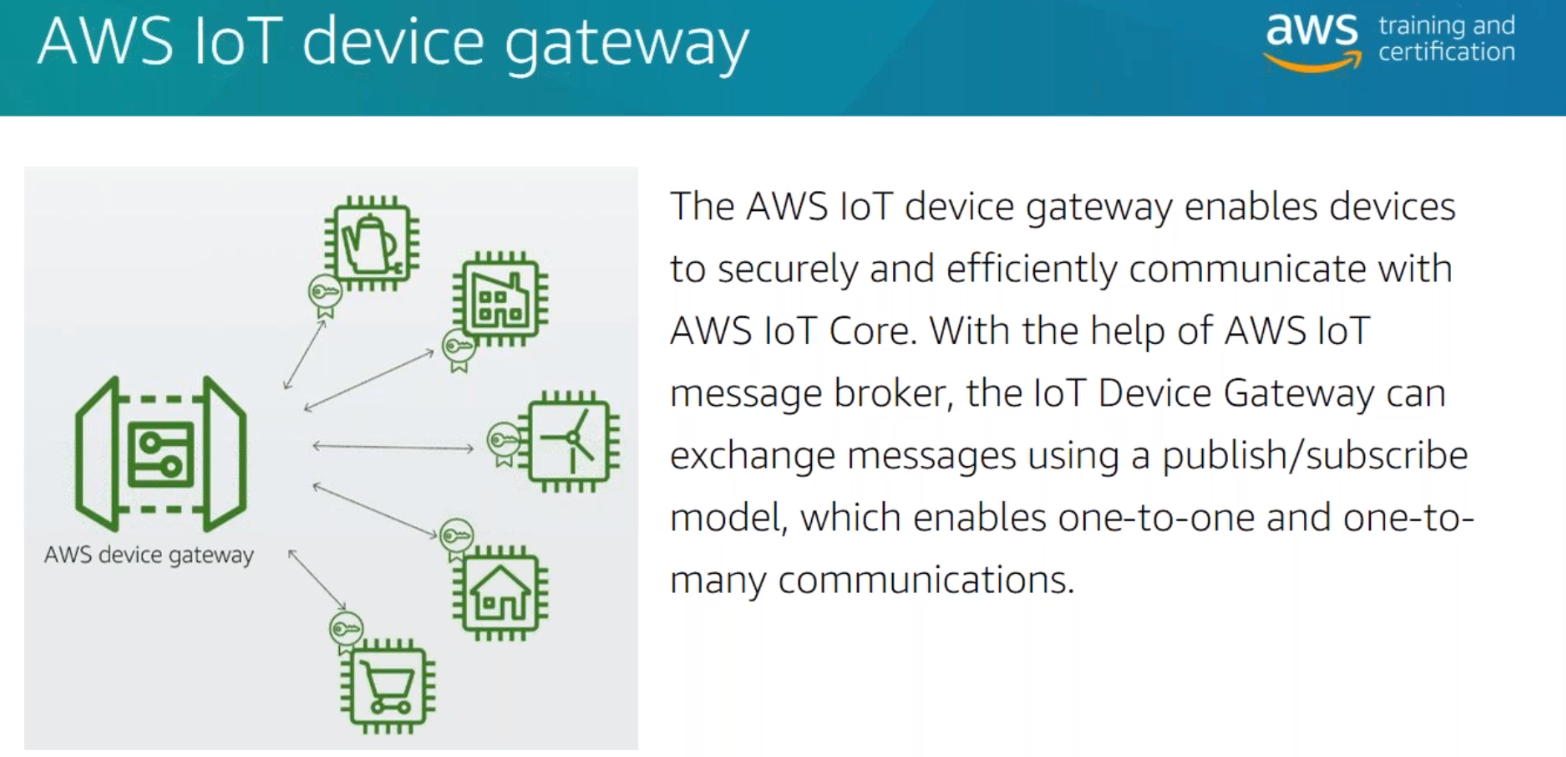 AWS IoT device gateway
aws training and
certification
The AWS IoT device gateway enables devices
to securely and efficiently communicate with
AWS IoT Core. With the help of AWS IoT
message broker, the IoT Device Gateway can
exchange messages using a publish/subscribe
model, which enables one-to-one and one-to-
many communications.
AWS device gateway